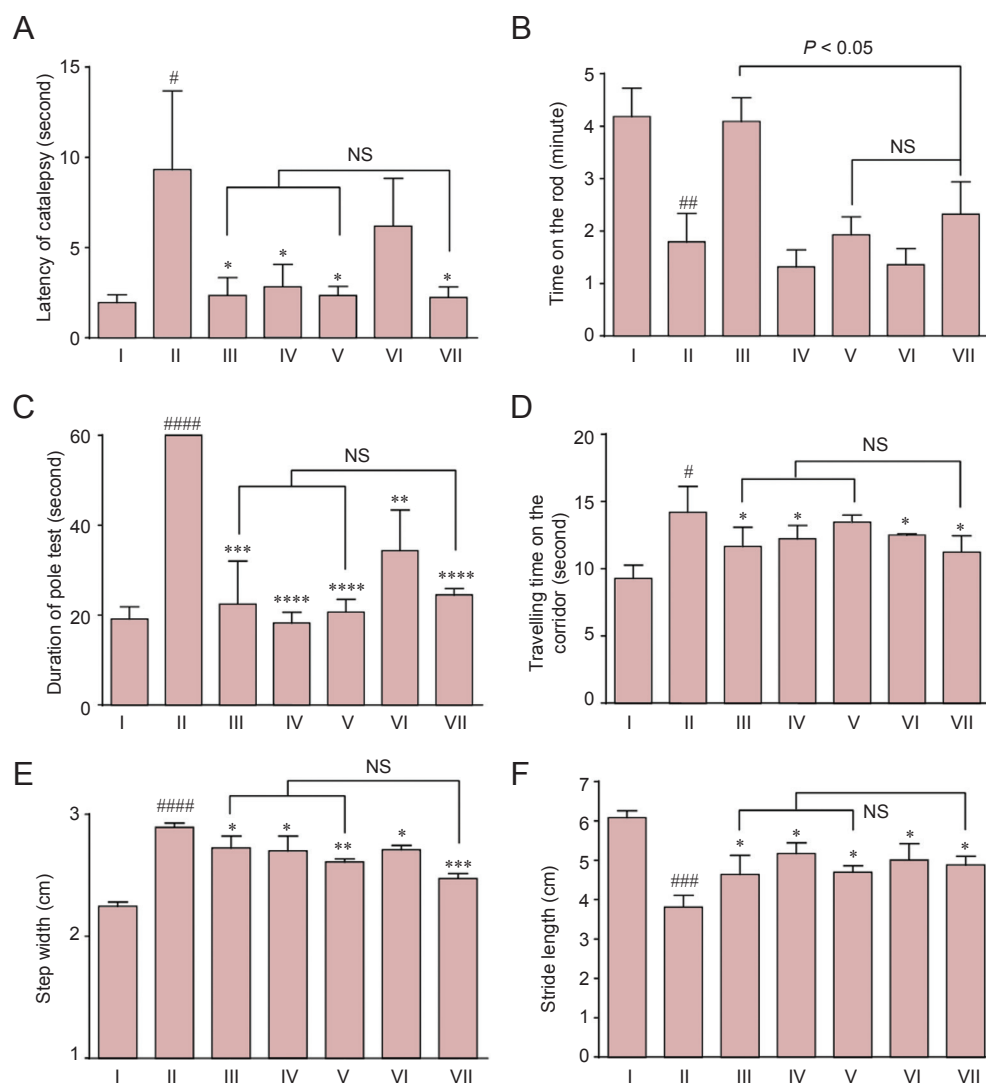 A
Latency of catalepsy (second)
15
10
5
0
#
*
*
*
*
NS
I II III IV V VI VII
B
Time on the rod (minute)
5
4
3
2
1
0
P < 0.05
NS
##
I II III IV V VI VII
C
Duration of pole test (second)
60
40
20
0
####
NS
***
****
****
**
****
I II III IV V VI VII
D
Travelling time on the
corridor (second)
20
15
10
5
0
#
NS
*
*
*
*
I II III IV V VI VII
E
Step width (cm)
3
2
1
####
NS
*
*
**
*
***
I II III IV V VI VII
F
Stride length (cm)
7
6
5
4
3
2
1
0
###
NS
*
*
*
*
*
I II III IV V VI VII